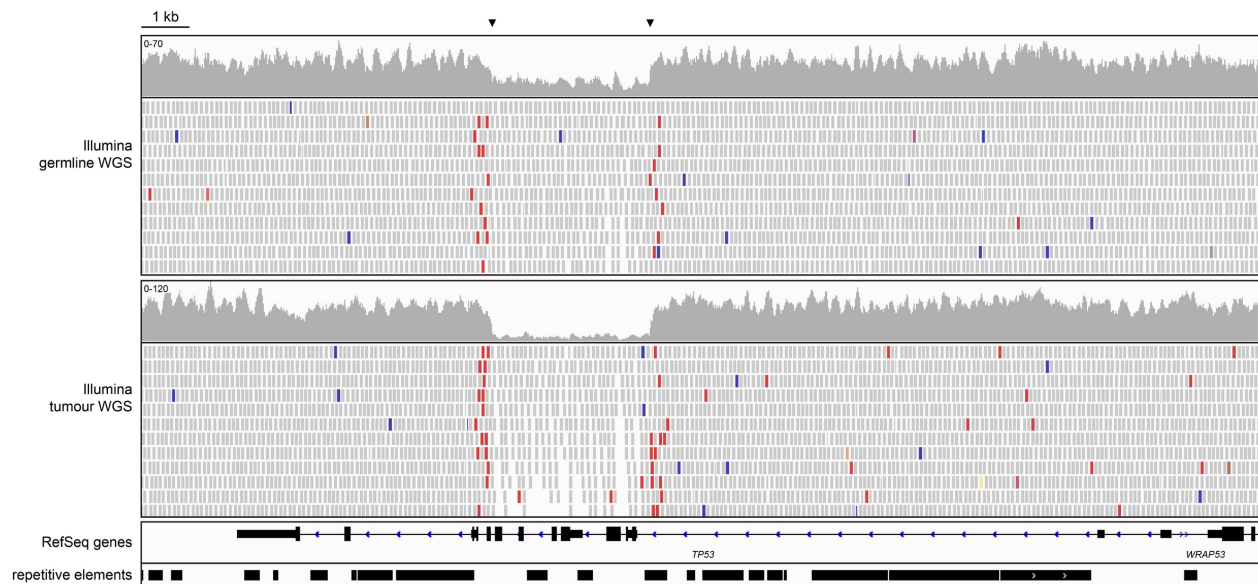 1 kb
0-70
Illumina
germline WGS
0-120
Illumina
tumour WGS
RefSeq genes
TP53
WRAP53
repetitive elements